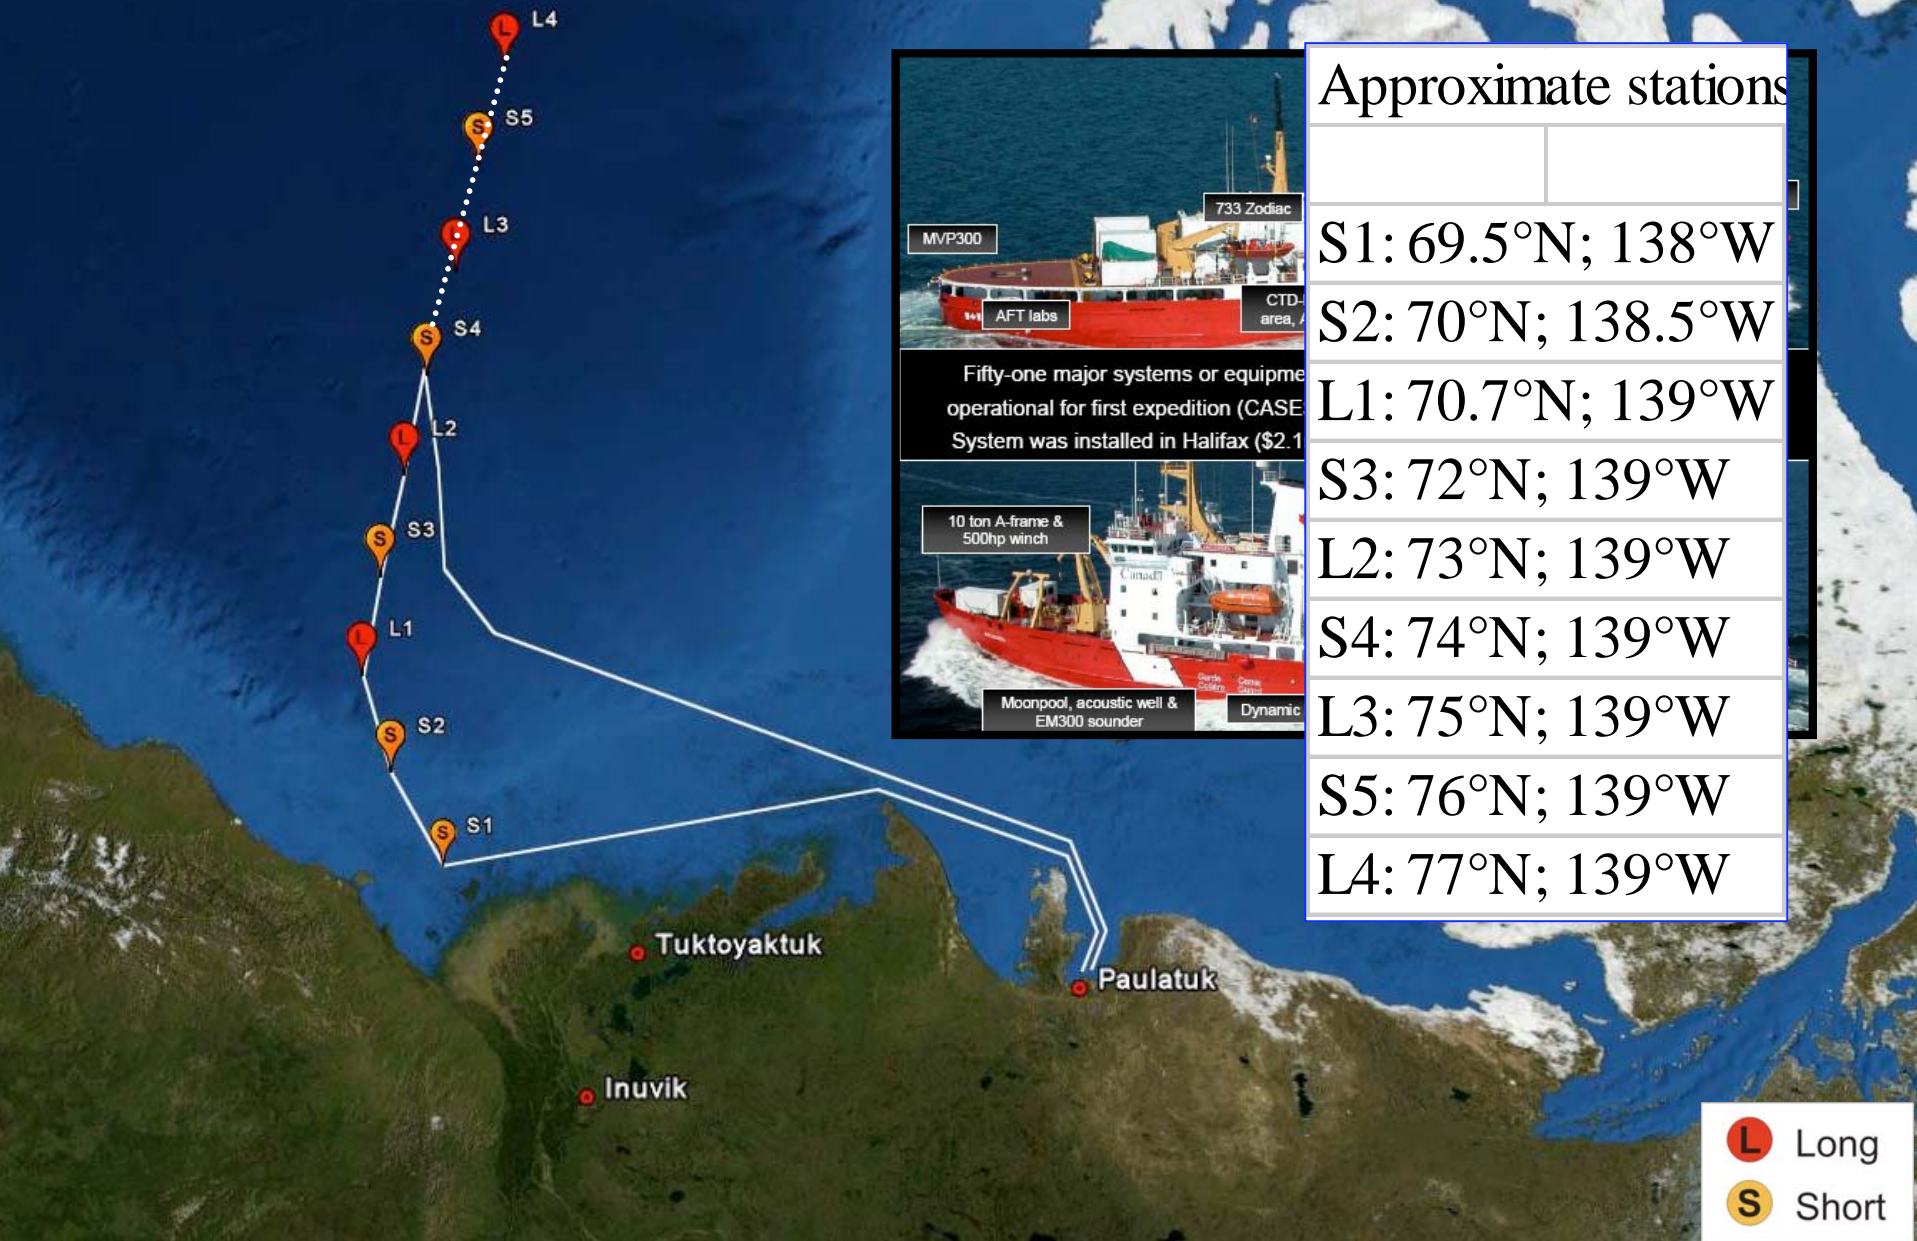 L4
S5
L3
S4
L2
S3
L1
S2
S1
Tuktoyaktuk
Paulatuk
Inuvik
MVP300
733 Zodiac
AFT labs
CTD-
area, A
Fifty-one major systems or equipme
operational for first expedition (CASE
System was installed in Halifax ($2.1
10 ton A-frame &
500hp winch
Canada
Moonpool, acoustic well &
EM300 sounder
Dynamic
Approximate stations
S1: 69.5°N; 138°W
S2: 70°N; 138.5°W
L1: 70.7°N; 139°W
S3: 72°N; 139°W
L2: 73°N; 139°W
S4: 74°N; 139°W
L3: 75°N; 139°W
S5: 76°N; 139°W
L4: 77°N; 139°W
L Long
S Short